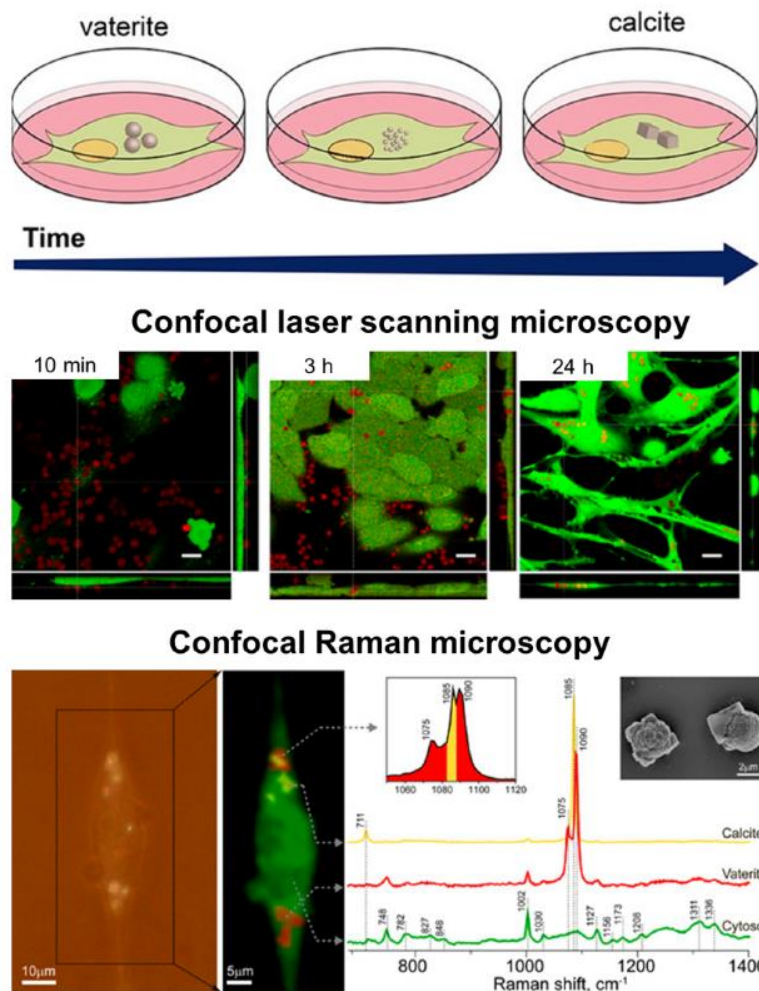 vaterite
calcite
Time
Confocal laser scanning microscopy
10 min
3 h
24 h
Confocal Raman microscopy
1075
1085
1090
1060 1080 1100 1120
711
1075
1085
1090
2μm
Calcite
Vaterit
Cytoso
748
782
827
848
1002
1030
1127
1156
1173
1208
1311
1336
10μm
5μm
800 1000 1200 1400
Raman shift, cm⁻¹